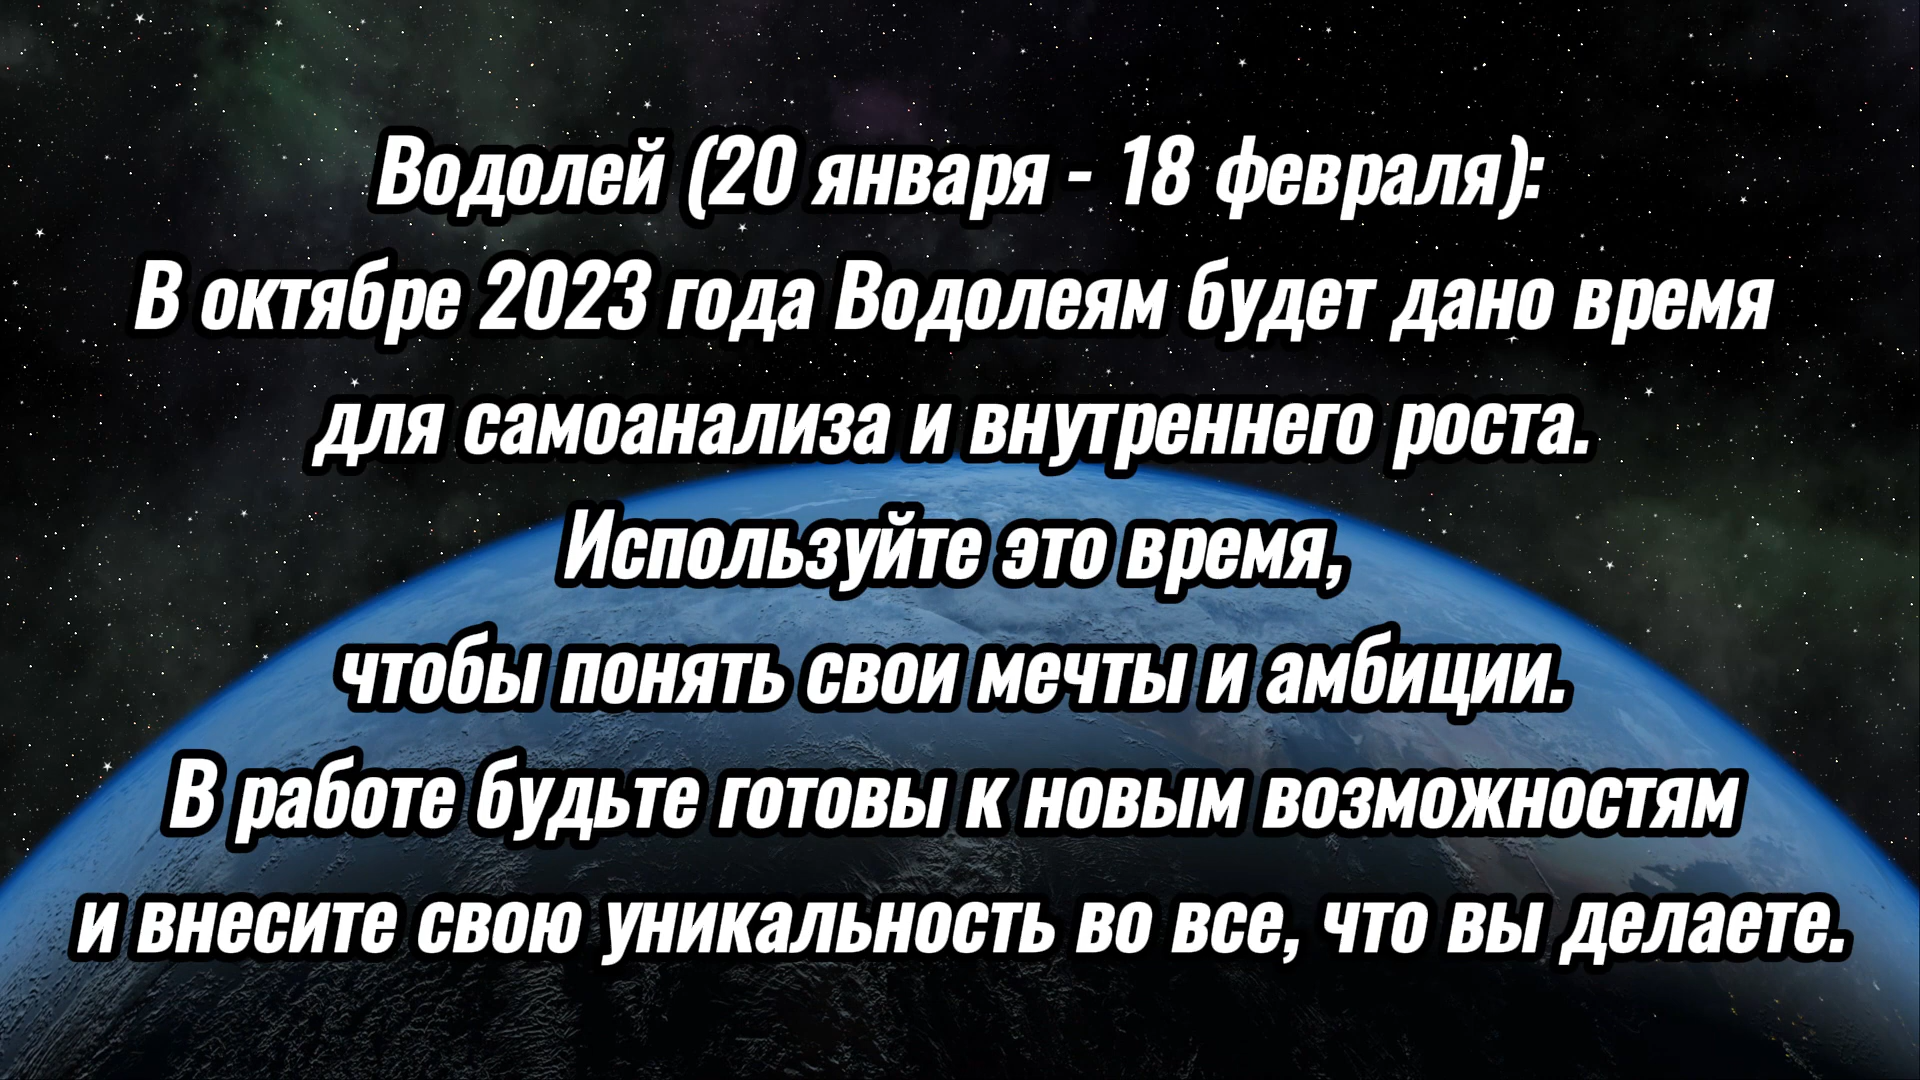 Водолей (20 января - 18 февраля):
В октябре 2023 года Водолеям будет дано время
для самоанализа и внутреннего роста.
Используйте это время,
чтобы понять свои мечты и амбиции.
В работе будьте готовы к новым возможностям
и внесите свою уникальность во все, что вы делаете.